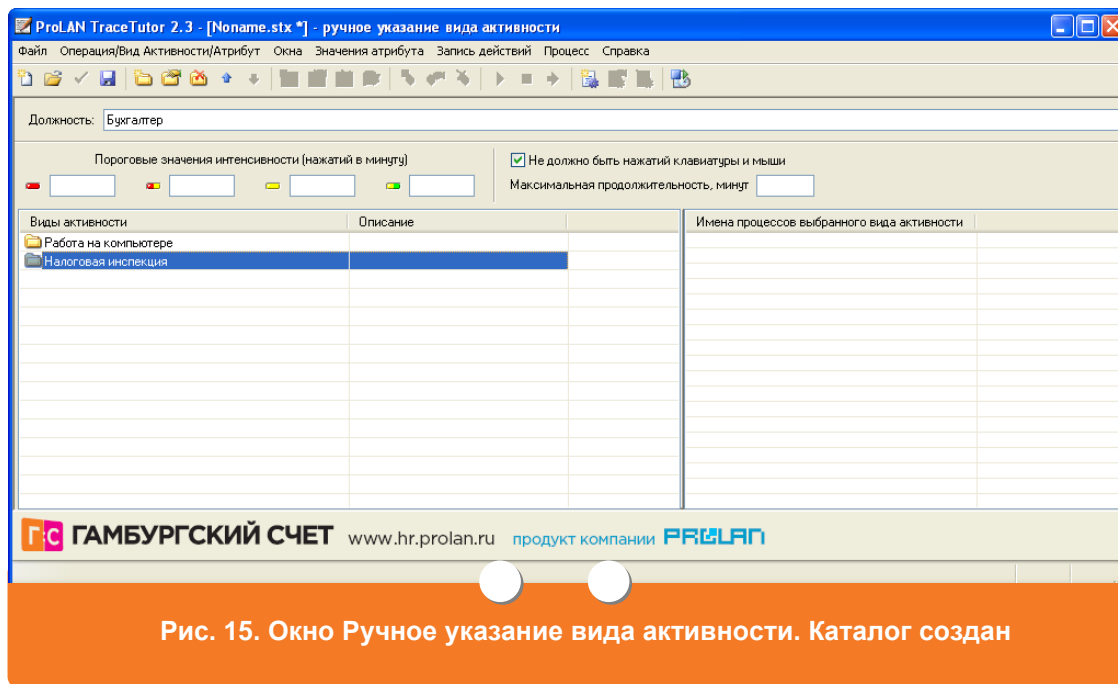 ProLAN TraceTutor 2.3 - [Noname.stx *] - ручное указание вида активности
Файл Операция/Вид Активности/Атрибут Окна Значения атрибута Запись действий Процесс Справка
Должность: Бухгалтер
Пороговые значения интенсивности (нажатий в минуту)
Не должно быть нажатий клавиатуры и мыши
Максимальная продолжительность, минут
Виды активности Описание Имена процессов выбранного вида активности
Работа на компьютере
Налоговая инспекция
Г:С ГАМБУРГСКИЙ СЧЕТ www.hr.prolan.ru продукт компании PROLAN
Рис. 15. Окно Ручное указание вида активности. Каталог создан